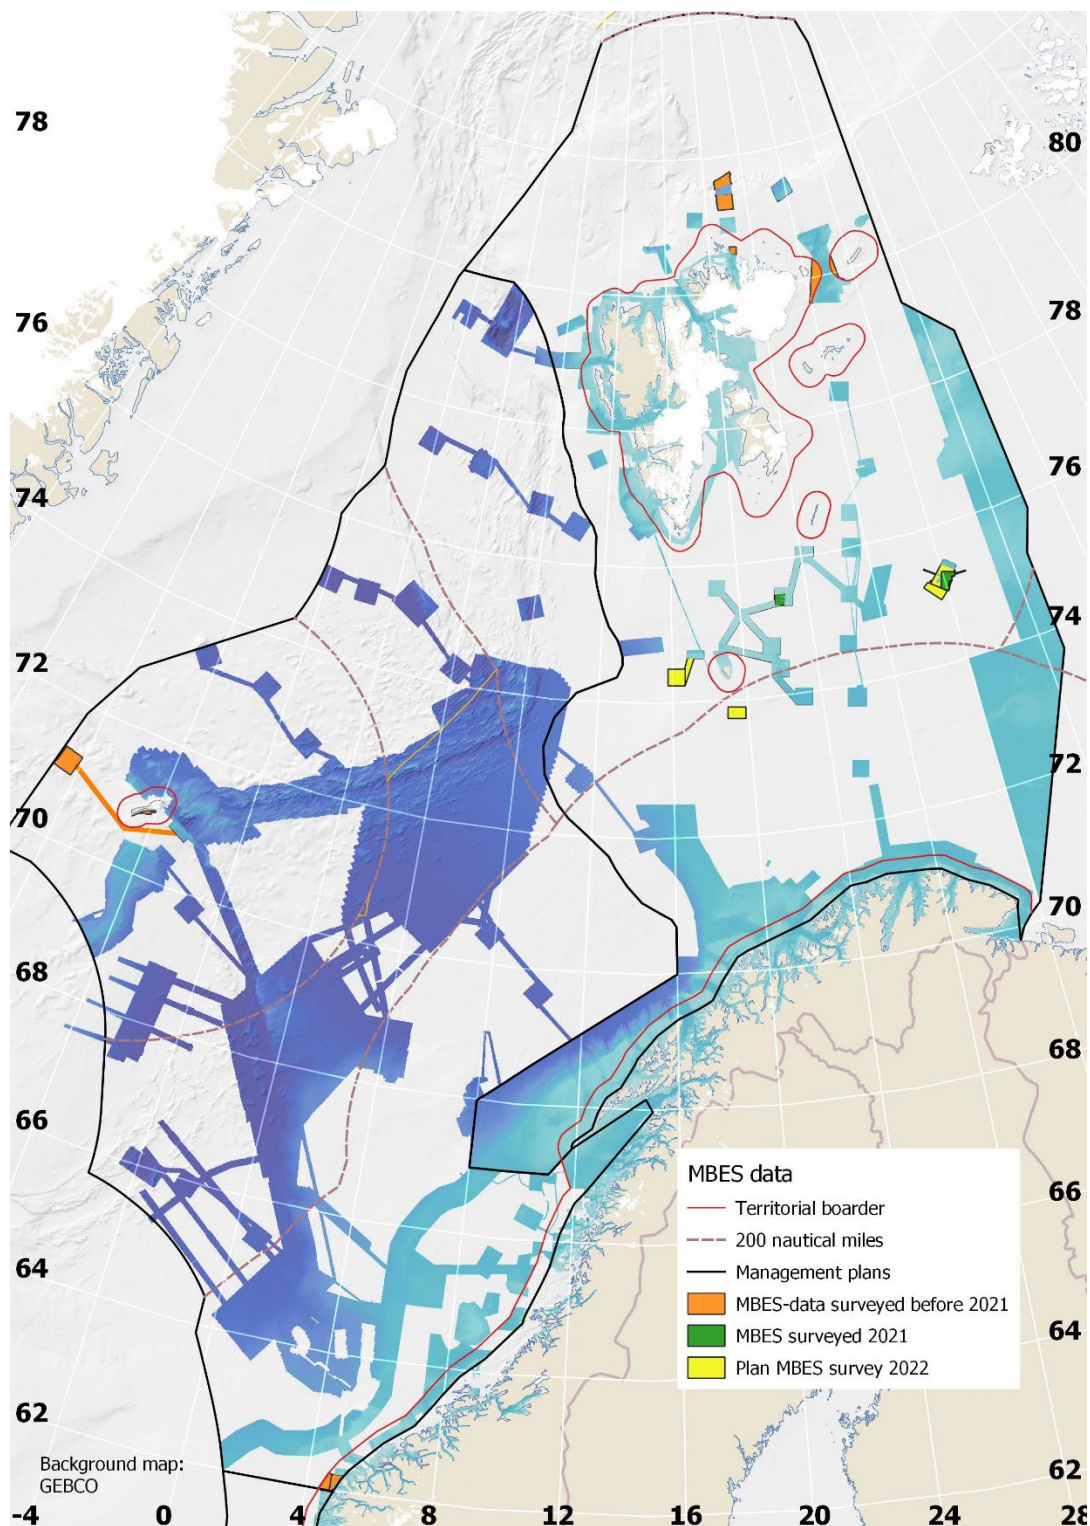 78
80
76
78
74
76
72
74
70
72
68
70
66
68
64
66
62
64
62
MBES data
Territorial boarder
200 nautical miles
Management plans
MBES-data surveyed before 2021
MBES surveyed 2021
Plan MBES survey 2022
Background map:
GEBCO
-4 0 4 8 12 16 20 24 28